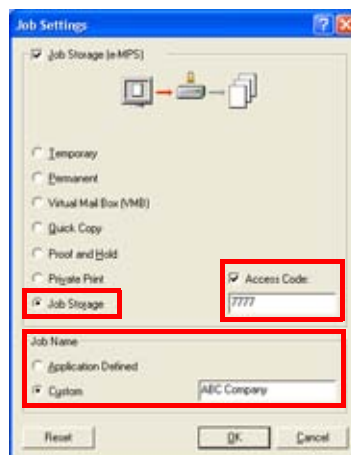 Job Settings
Job Storage (e-MPS)
Temporary
Permanent
Virtual Mail Box (VMB)
Quick Copy
Proof and Hold
Private Print
Access Code:
Job Storage
7777
Job Name
Application Defined
Custom
ABC Company
Reset
OK
Cancel